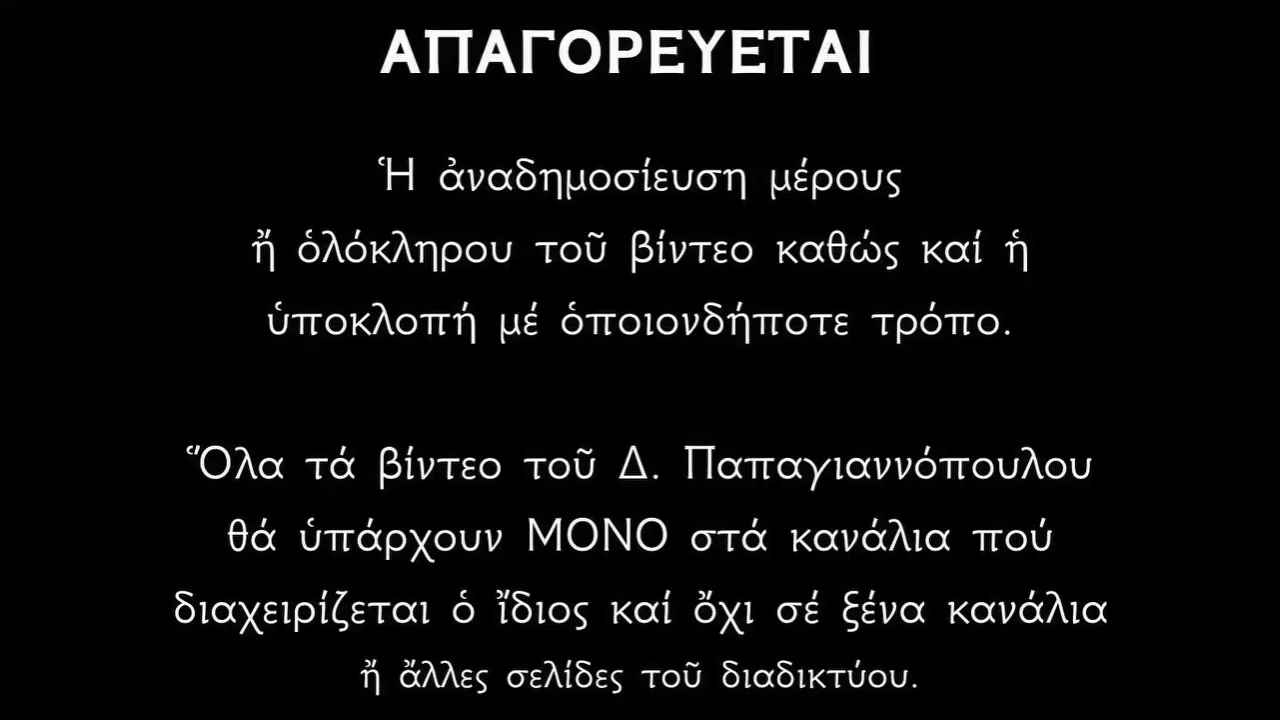 ΑΠΑΓΟΡΕΥΕΤΑΙ
Ἡ ἀναδημοσίευση μέρους
ἤ ὁλόκληρου τοῦ βίντεο καθώς καί ἡ
ὑποκλοπή μέ ὁποιονδήποτε τρόπο.
Ὅλα τά βίντεο τοῦ Δ. Παπαγιαννόπουλου
θά ὑπάρχουν ΜΟΝΟ στά κανάλια πού
διαχειρίζεται ὁ ἴδιος καί ὄχι σέ ξένα κανάλια
ἤ ἄλλες σελίδες τοῦ διαδικτύου.